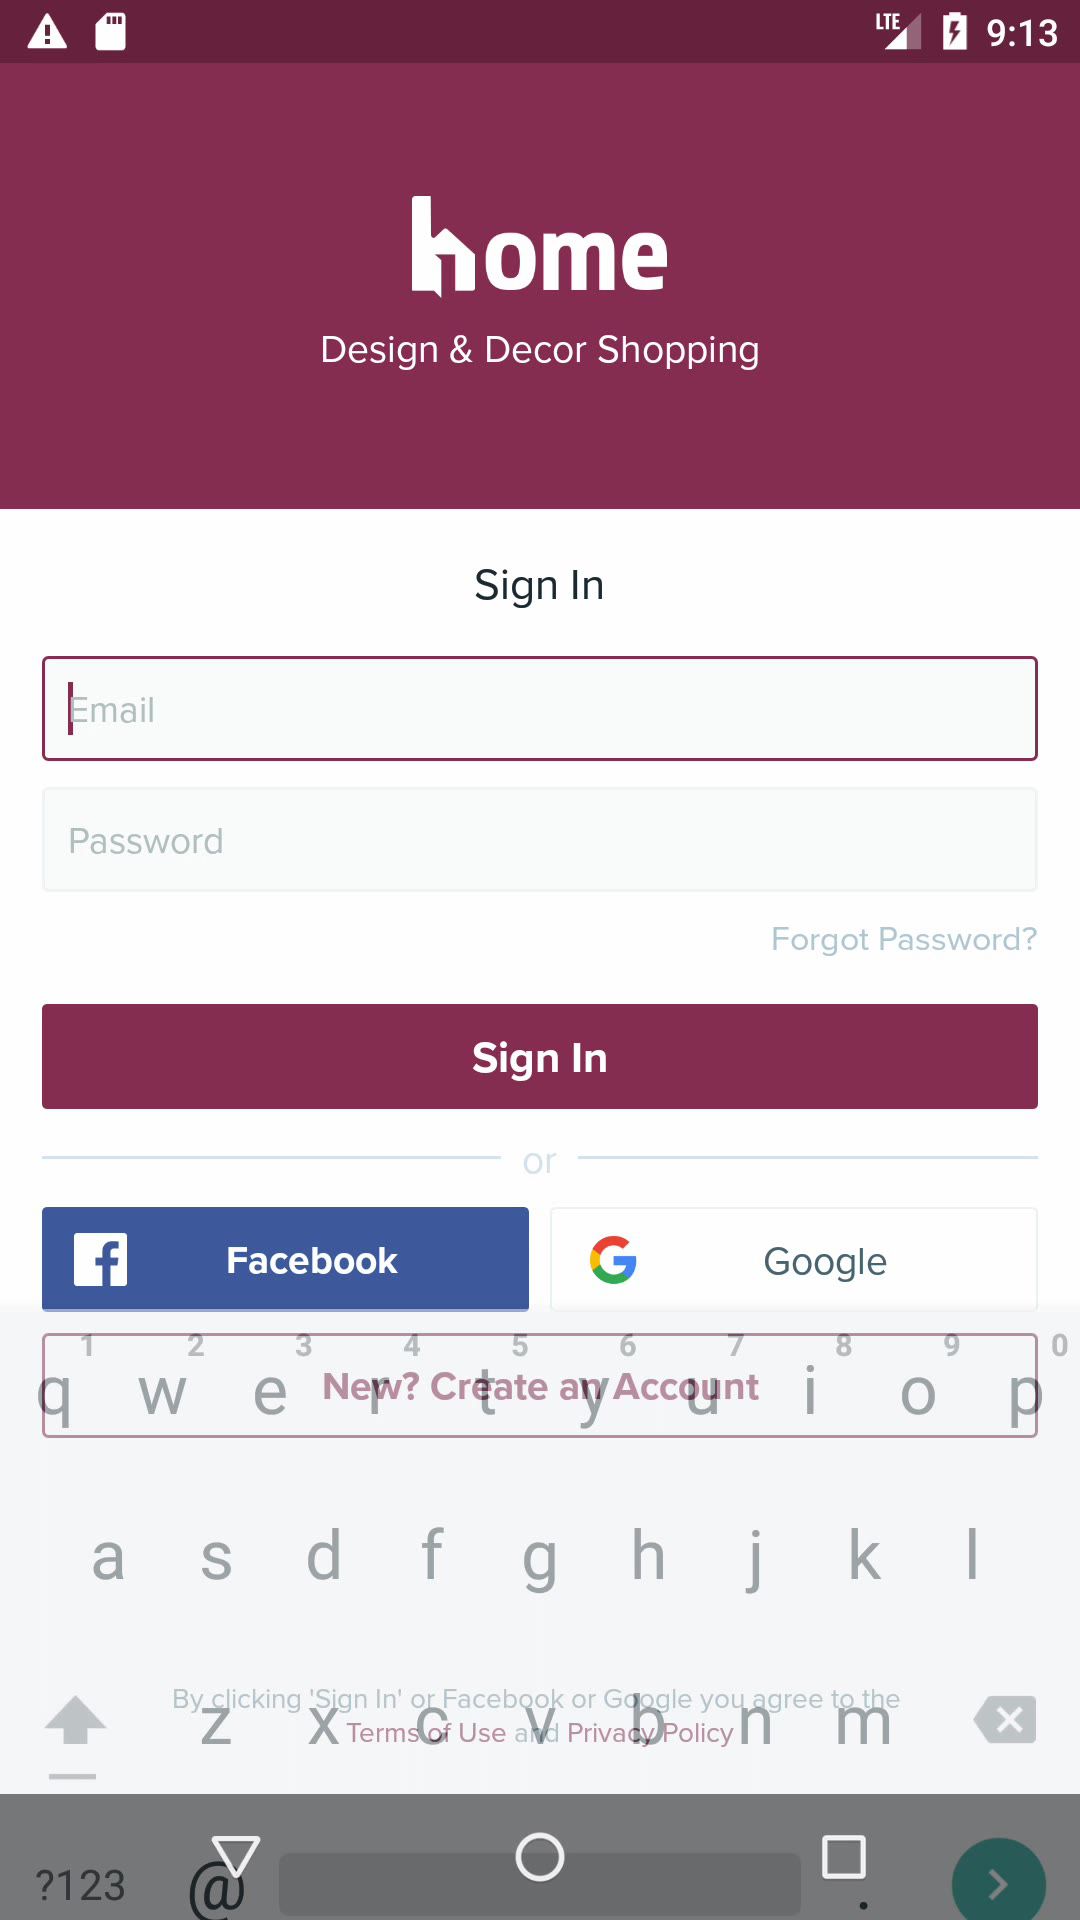 LTE 9:13
home
Design & Decor Shopping
Sign In
Email
Password
Forgot Password?
Sign In
or
Facebook
Google
1 2 3 4 5 6 7 8 9 0
q w e r t y u i o p
New? Create an Account
a s d f g h j k l
By clicking 'Sign In' or Facebook or Google you agree to the
Terms of Use and Privacy Policy
z x c v b n m
?123 @ .